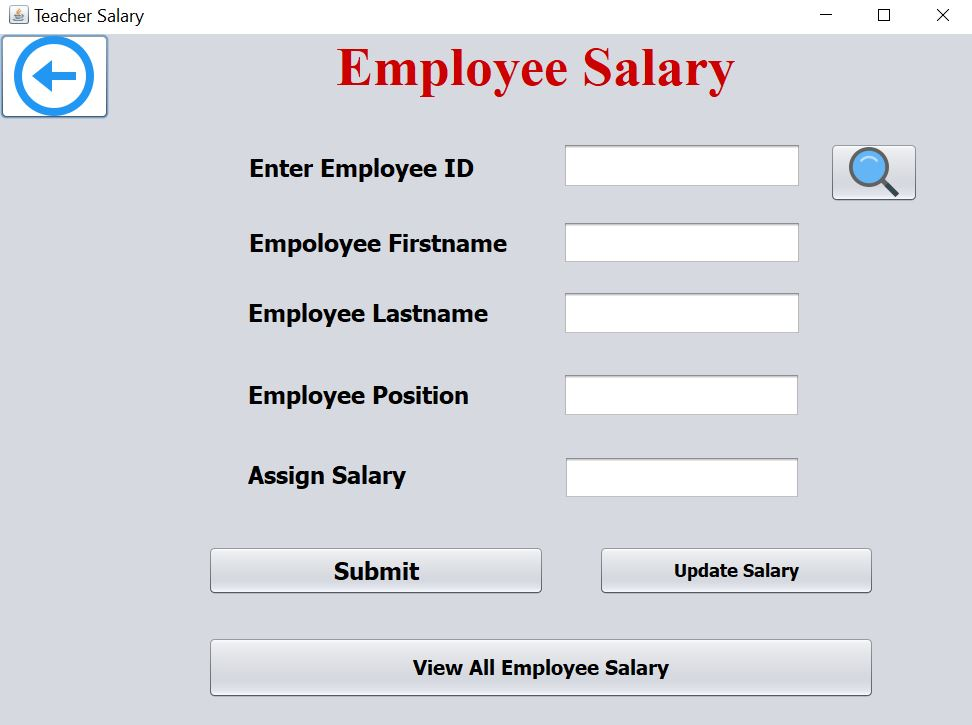 Teacher Salary
Employee Salary
Enter Employee ID
Empoloyee Firstname
Employee Lastname
Employee Position
Assign Salary
Submit
Update Salary
View All Employee Salary